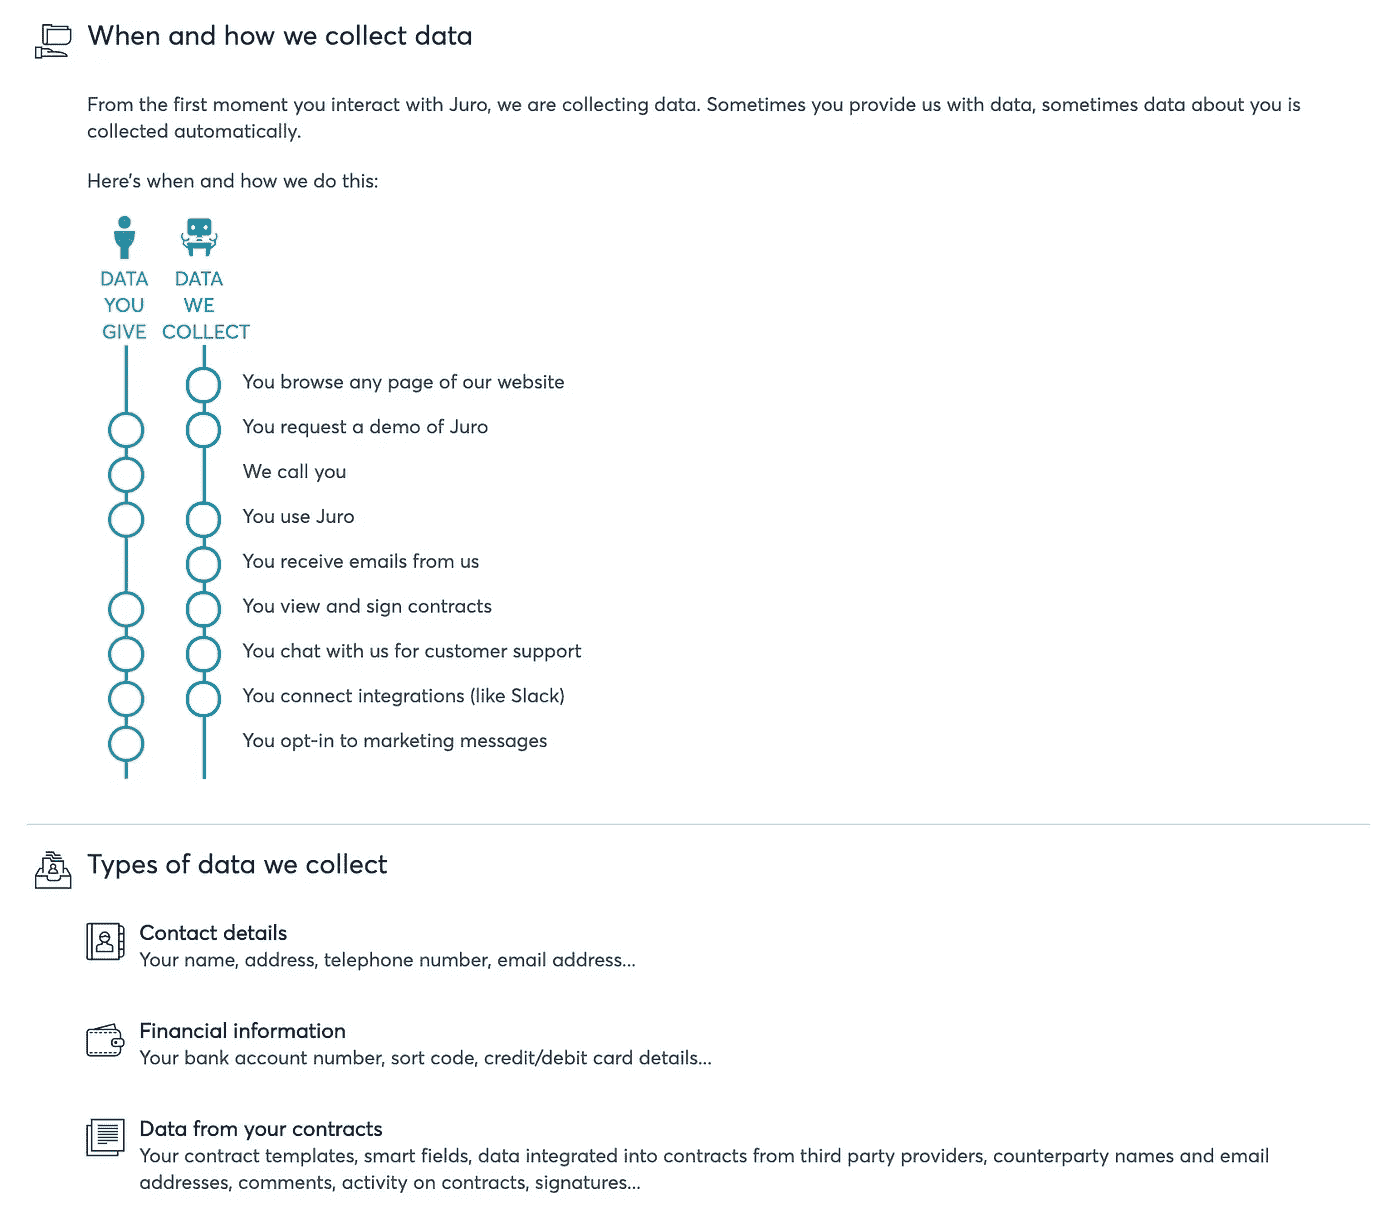 When and how we collect data
From the first moment you interact with Juro, we are collecting data. Sometimes you provide us with data, sometimes data about you is
collected automatically.
Here's when and how we do this:
DATA
YOU
GIVE
DATA
WE
COLLECT
You browse any page of our website
You request a demo of Juro
We call you
You use Juro
You receive emails from us
You view and sign contracts
You chat with us for customer support
You connect integrations (like Slack)
You opt-in to marketing messages
Types of data we collect
Contact details
Your name, address, telephone number, email address...
Financial information
Your bank account number, sort code, credit/debit card details...
Data from your contracts
Your contract templates, smart fields, data integrated into contracts from third party providers, counterparty names and email
addresses, comments, activity on contracts, signatures...